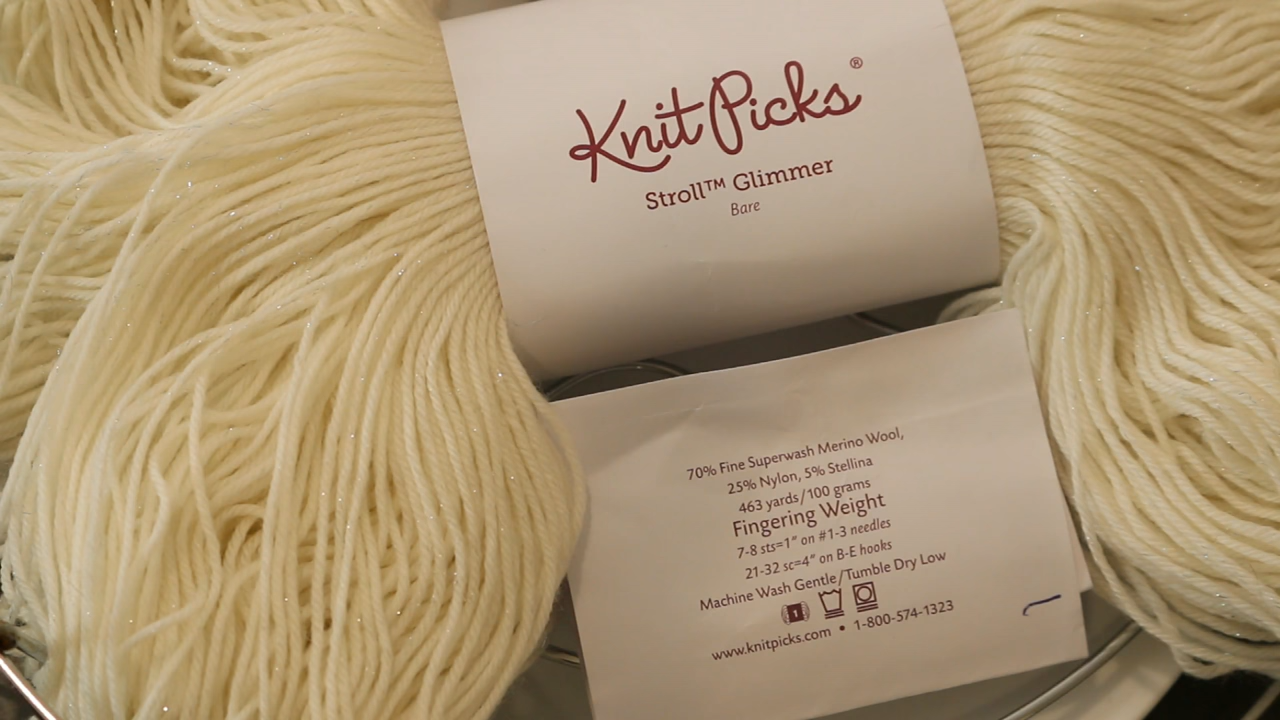 KnitPicks®
Stroll™ Glimmer
Bare
70% Fine Superwash Merino Wool,
25% Nylon, 5% Stellina
463 yards/100 grams
Fingering Weight
7-8 sts=1" on #1-3 needles
21-32 sc=4" on B-E hooks
Machine Wash Gentle/Tumble Dry Low
1
www.knitpicks.com • 1-800-574-1323